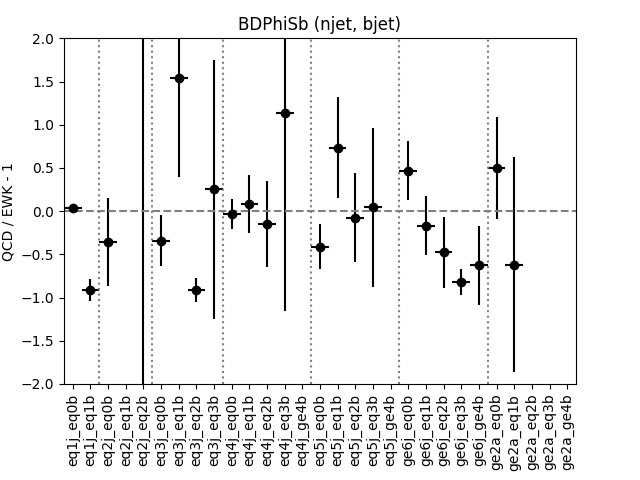 BDPhiSb (njet, bjet)
QCD / EWK - 1
2.0
1.5
1.0
0.5
0.0
−0.5
−1.0
−1.5
−2.0
eq1j_eq0b
eq1j_eq1b
eq2j_eq0b
eq2j_eq1b
eq2j_eq2b
eq3j_eq0b
eq3j_eq1b
eq3j_eq2b
eq3j_eq3b
eq4j_eq0b
eq4j_eq1b
eq4j_eq2b
eq4j_eq3b
eq4j_ge4b
eq5j_eq0b
eq5j_eq1b
eq5j_eq2b
eq5j_eq3b
eq5j_ge4b
ge6j_eq0b
ge6j_eq1b
ge6j_eq2b
ge6j_eq3b
ge6j_ge4b
ge2a_eq0b
ge2a_eq1b
ge2a_eq2b
ge2a_eq3b
ge2a_ge4b